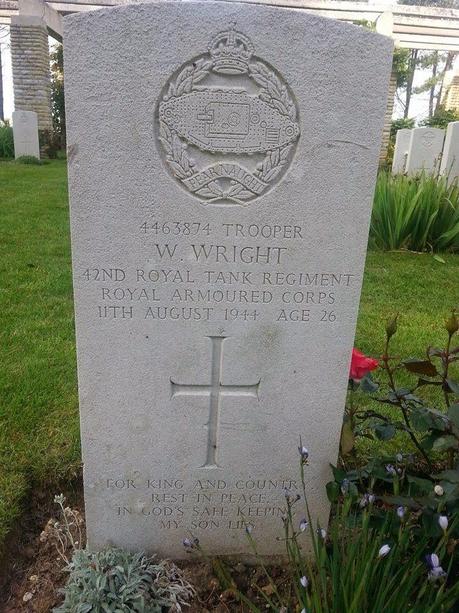 FEAR NAUGHT
4463874 TROOPER
W. WRIGHT
42ND ROYAL TANK REGIMENT
ROYAL ARMOURED CORPS
11TH AUGUST 1944 AGE 26
FOR KING AND COUNTRY.
REST IN PEACE.
IN GOD'S SAFE KEEPING
MY SON LIES